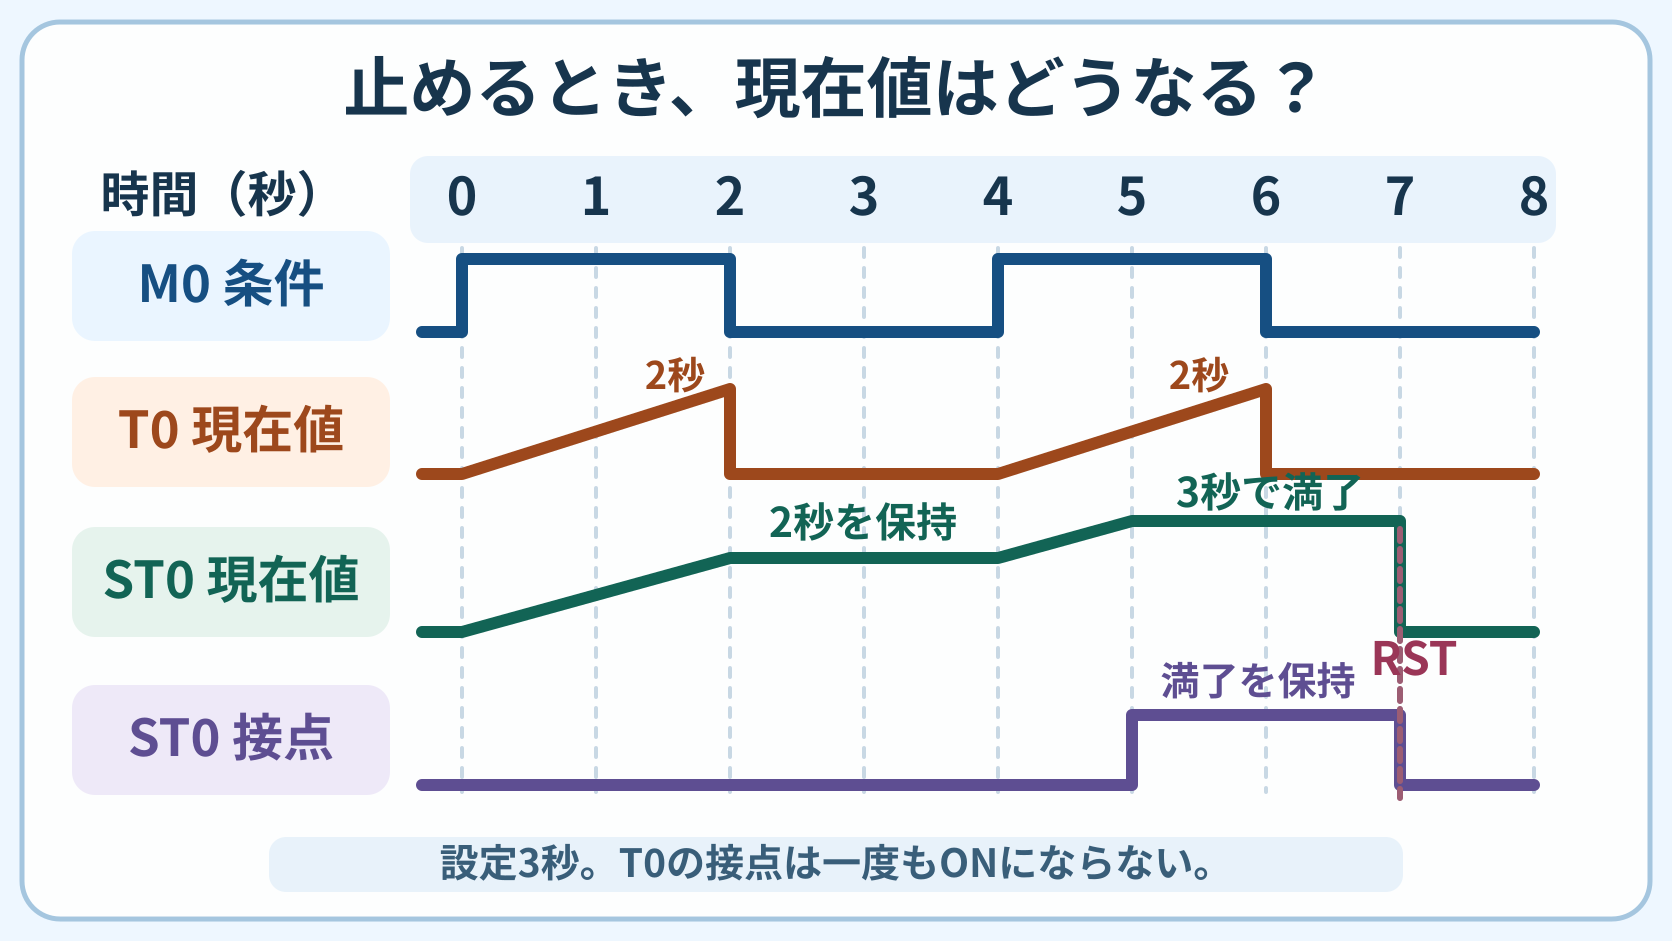 止めるとき、現在値はどうなる？
時間（秒）
0 1 2 3 4 5 6 7 8
M0 条件
T0 現在値
2秒
2秒
ST0 現在値
2秒を保持
3秒で満了
RST
ST0 接点
満了を保持
設定3秒。T0の接点は一度もONにならない。